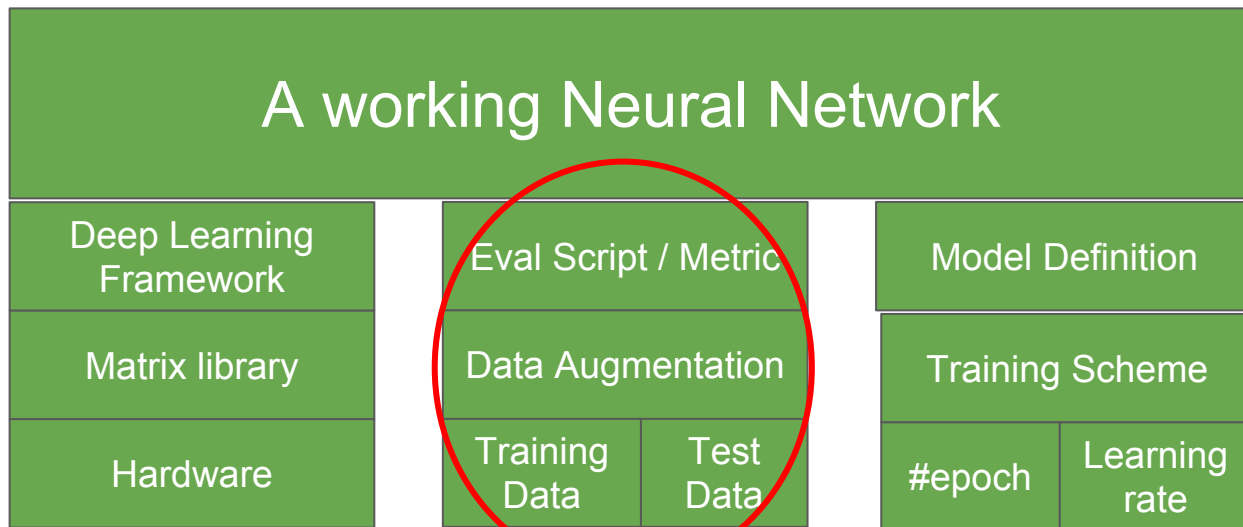 A working Neural Network
Deep Learning
Framework
Matrix library
Hardware
Eval Script / Metric
Data Augmentation
Training
Data
Test
Data
Model Definition
Training Scheme
#epoch
Learning
rate